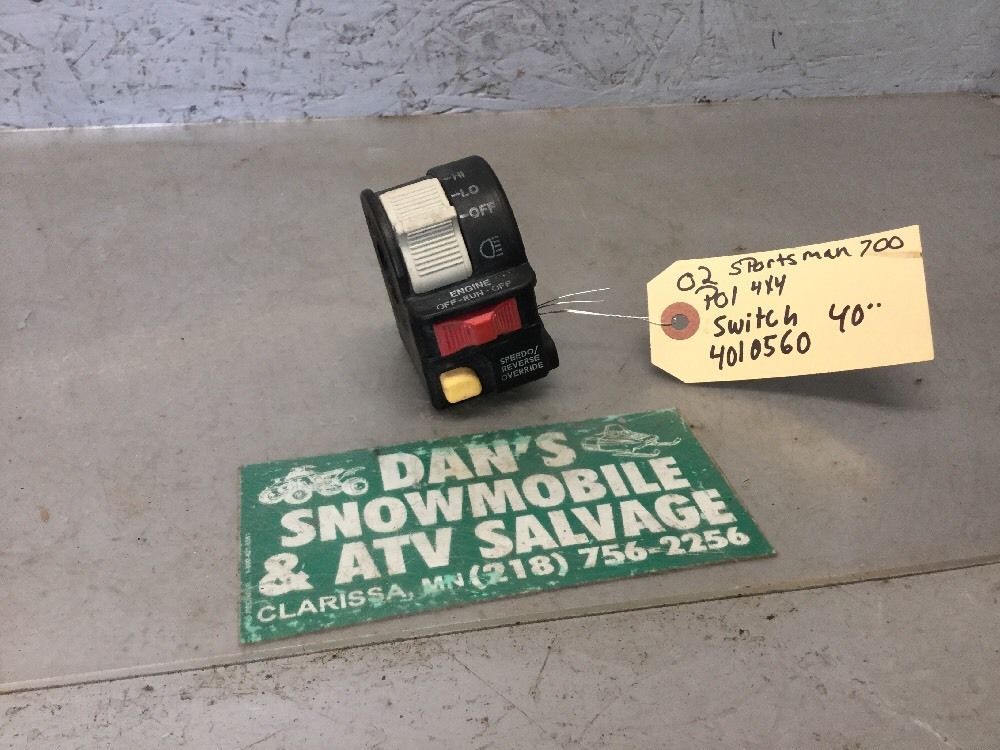 HI
LO
OFF
ENGINE
OFF-RUN-OFF
SPEEDO/
REVERSE
OVERRIDE
02 Sportsman 700
Pol 4x4
Switch 40..
4010560
DAN'S
SNOWMOBILE
& ATV SALVAGE
CLARISSA, MN (218) 756-2256